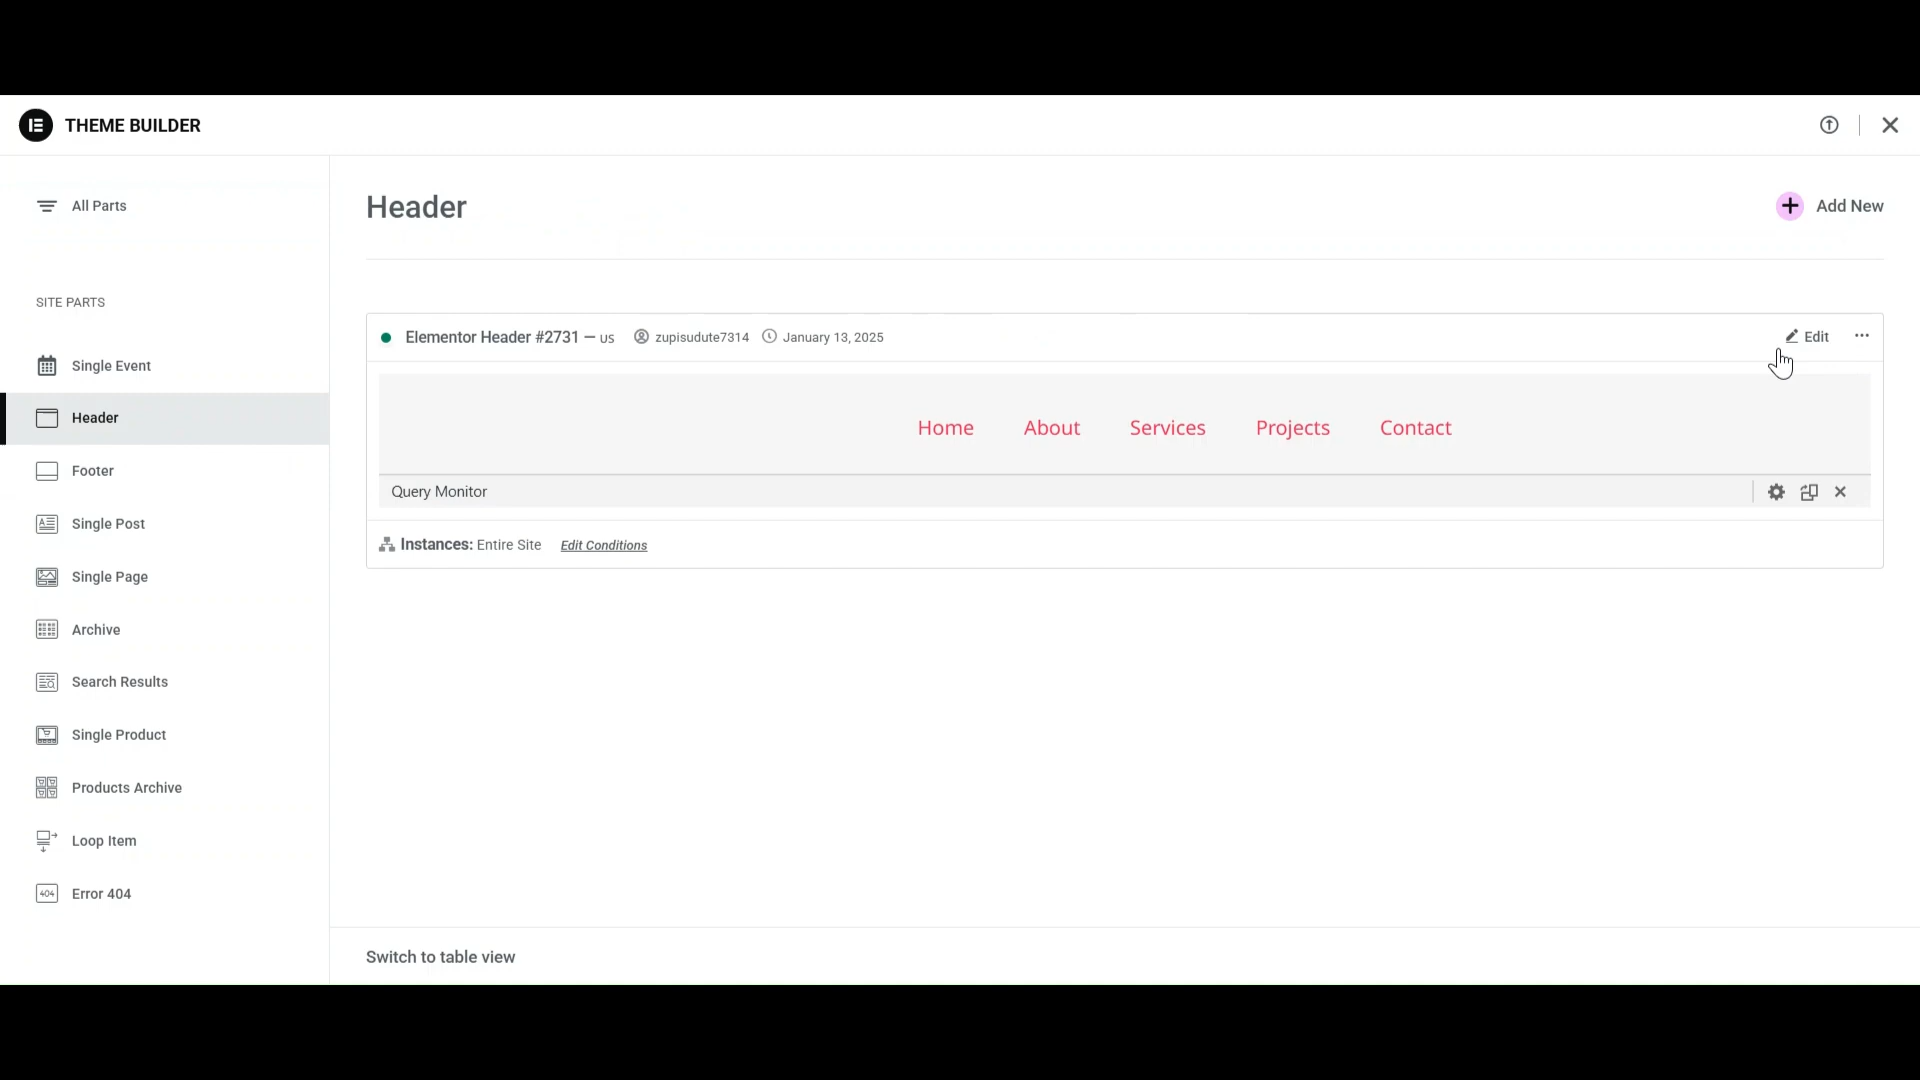 THEME BUILDER
All Parts
Header
Add New
SITE PARTS
Elementor Header #2731 — US zupisudute7314 January 13, 2025 Edit
Single Event
Header
Home About Services Projects Contact
Footer
Query Monitor
Single Post
Instances: Entire Site Edit Conditions
Single Page
Archive
Search Results
Single Product
Products Archive
Loop Item
404 Error 404
Switch to table view